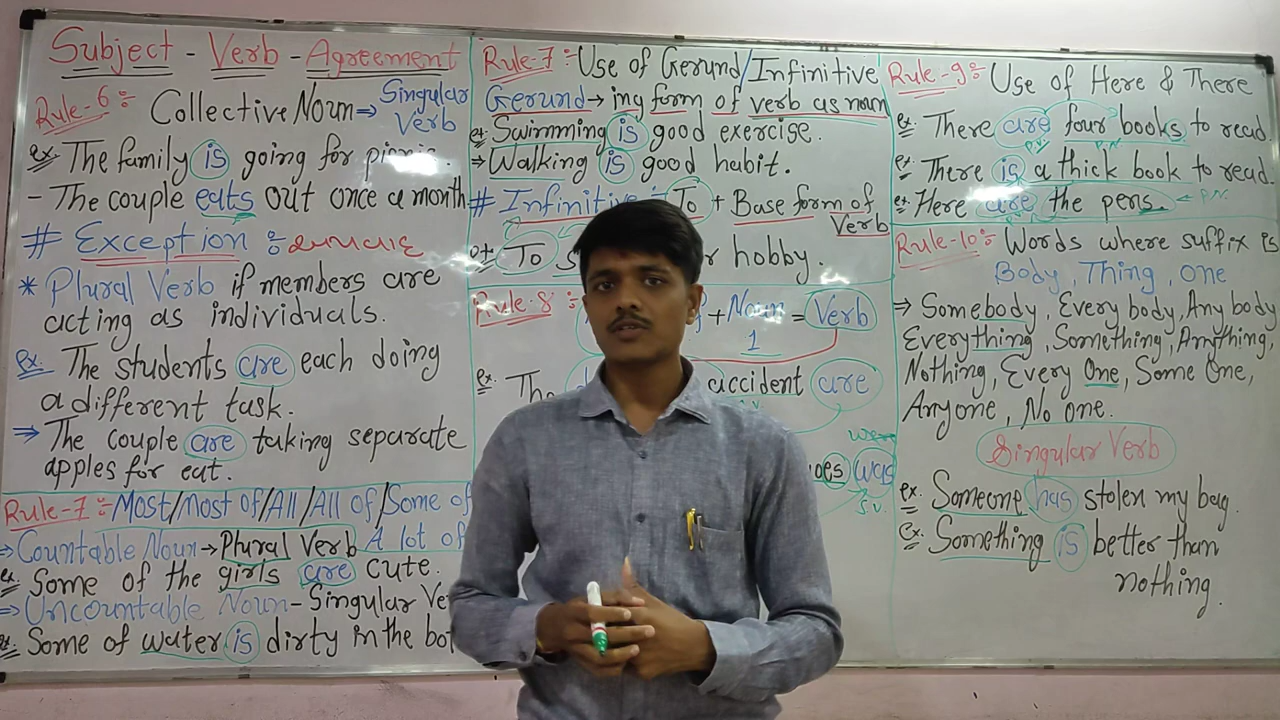 Subject - Verb - Agreement
Rule-6 :- Collective Noun → Singular Verb
Ex. The family is going for picnic.
- The couple eats out once a month
# Exception :- અપવાદ
* Plural Verb if members are
acting as individuals.
Ex. The students are each doing
a different task.
⇒ The couple are taking separate
apples for eat.
Rule-7 :- Most/Most of/All/All of/Some of
A lot of
⇒ Countable Noun → Plural Verb
ex. Some of the girls are cute.
⇒ Uncountable Noun - Singular
ex. Some of water is dirty in the
Rule-7 :- Use of Gerund/Infinitive
Gerund → ing form of verb as noun
ex. Swimming is good exercise.
→ Walking is good habit.
# Infinitive To + Base form of
Verb
To hobby.
Rule-8 :- + Noun = Verb
1
ex. The accident are
was
S.V.
Rule-9 :- Use of Here & There
ex. There are four books to read.
P.V. P.N.
ex. There is a thick book to read.
ex. Here are the pens. ← P.N.
Rule-10 :- Words where suffix is
Body, Thing, One
→ Somebody, Every body, Any body
Everything, Something, Anything,
Nothing, Every One, Some One,
Anyone, No one.
Singular Verb
ex. Someone has stolen my bag.
Ex. Something is better than
nothing.